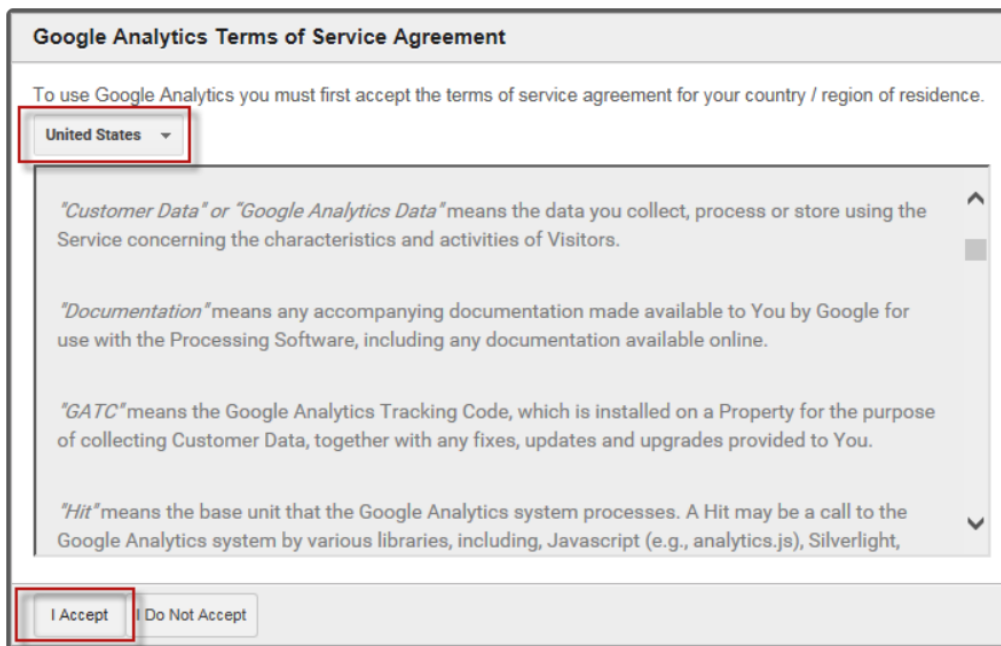 Google Analytics Terms of Service Agreement
To use Google Analytics you must first accept the terms of service agreement for your country / region of residence.
United States
"Customer Data" or "Google Analytics Data" means the data you collect, process or store using the
Service concerning the characteristics and activities of Visitors.
"Documentation" means any accompanying documentation made available to You by Google for
use with the Processing Software, including any documentation available online.
"GATC" means the Google Analytics Tracking Code, which is installed on a Property for the purpose
of collecting Customer Data, together with any fixes, updates and upgrades provided to You.
"Hit" means the base unit that the Google Analytics system processes. A Hit may be a call to the
Google Analytics system by various libraries, including, Javascript (e.g., analytics.js), Silverlight,
I Accept
I Do Not Accept